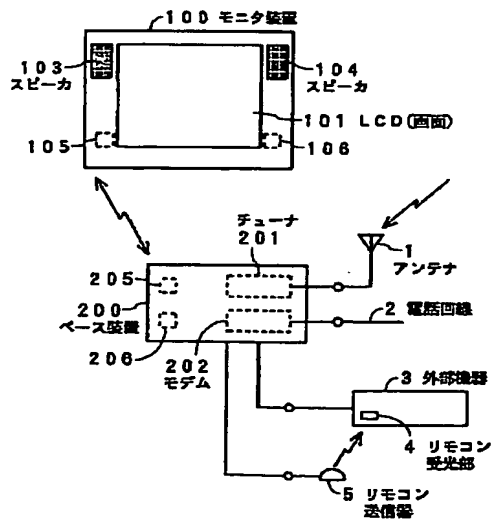 100 モニタ装置
103
スピーカ
104
スピーカ
101 LCD(画面)
105
106
チューナ
201
1
アンテナ
205
200
ベース装置
206
202
モデム
2 電話回線
3 外部機器
4 リモコン
受光部
5 リモコン
送信器